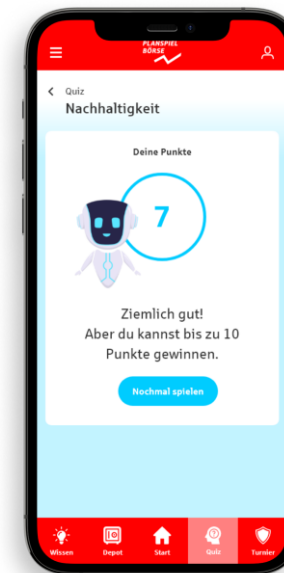 PLANSPIEL
BÖRSE
Quiz
Nachhaltigkeit
Deine Punkte
7
Ziemlich gut!
Aber du kannst bis zu 10
Punkte gewinnen.
Nochmal spielen
Wissen
Depot
Start
Quiz
Turnier